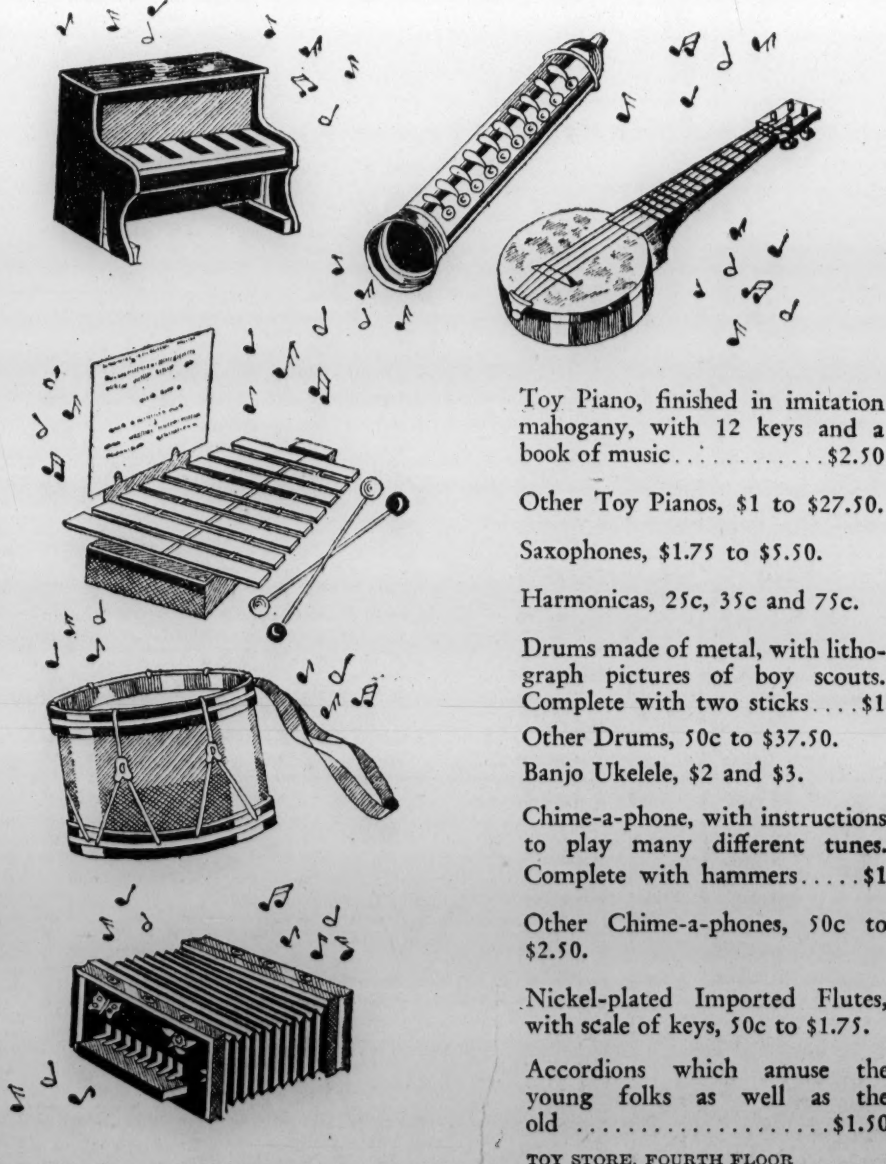 Toy Piano, finished in imitation
mahogany, with 12 keys and a
book of music............$2.50
Other Toy Pianos, $1 to $27.50.
Saxophones, $1.75 to $5.50.
Harmonicas, 25c, 35c and 75c.
Drums made of metal, with litho-
graph pictures of boy scouts.
Complete with two sticks....$1
Other Drums, 50c to $37.50.
Banjo Ukelele, $2 and $3.
Chime-a-phone, with instructions
to play many different tunes.
Complete with hammers.....$1
Other Chime-a-phones, 50c to
$2.50.
Nickel-plated Imported Flutes,
with scale of keys, 50c to $1.75.
Accordions which amuse the
young folks as well as the
old ...................$1.50
TOY STORE, FOURTH FLOOR